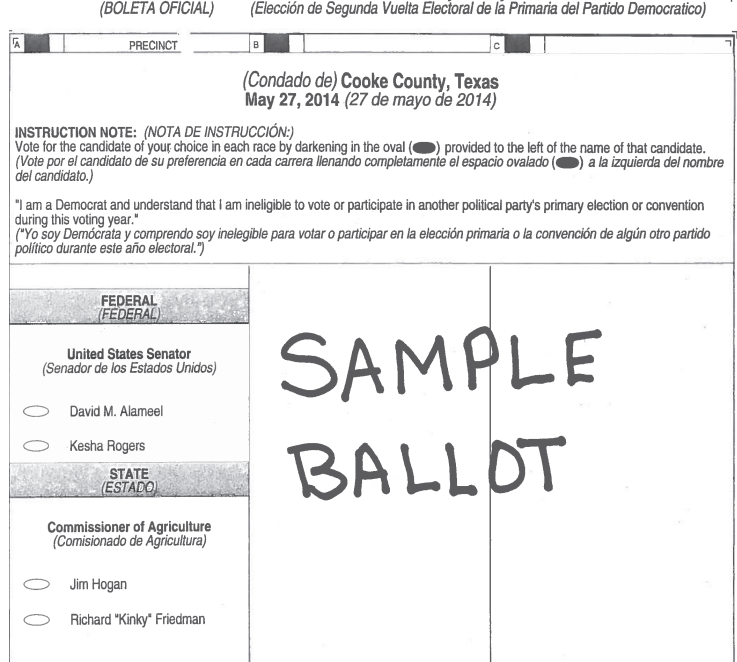 (BOLETA OFICIAL) (Elección de Segunda Vuelta Electoral de la Primaria del Partido Democratico)
A PRECINCT B C
(Condado de) Cooke County, Texas
May 27, 2014 (27 de mayo de 2014)
INSTRUCTION NOTE: (NOTA DE INSTRUCCIÓN:)
Vote for the candidate of your choice in each race by darkening in the oval () provided to the left of the name of that candidate.
(Vote por el candidato de su preferencia en cada carrera llenando completamente el espacio ovalado () a la izquierda del nombre
del candidato.)
"I am a Democrat and understand that I am ineligible to vote or participate in another political party's primary election or convention
during this voting year."
("Yo soy Demócrata y comprendo soy inelegible para votar o participar en la elección primaria o la convención de algún otro partido
político durante este año electoral.")
FEDERAL
(FEDERAL)
United States Senator
(Senador de los Estados Unidos)
David M. Alameel
Kesha Rogers
STATE
(ESTADO)
Commissioner of Agriculture
(Comisionado de Agricultura)
Jim Hogan
Richard "Kinky" Friedman
SAMPLE
BALLOT